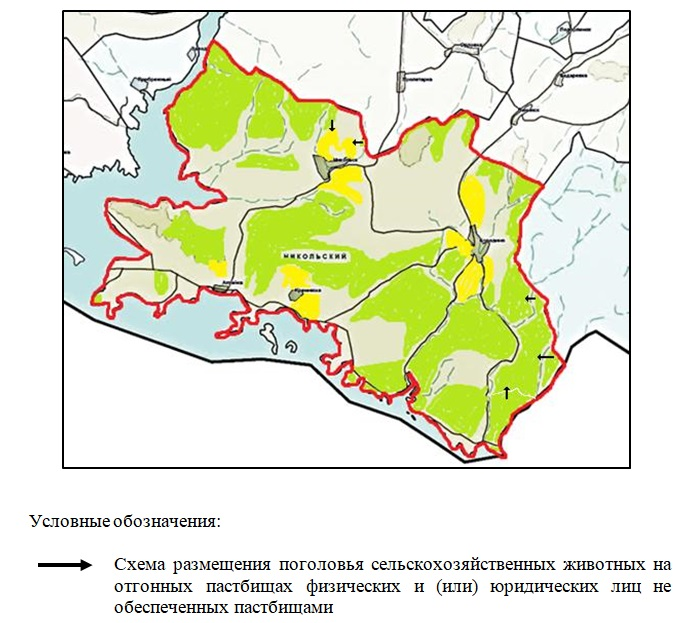 НИКОЛЬСКИЙ
Условные обозначения:
Схема размещения поголовья сельскохозяйственных животных на
отгонных пастбищах физических и (или) юридических лиц не
обеспеченных пастбищами